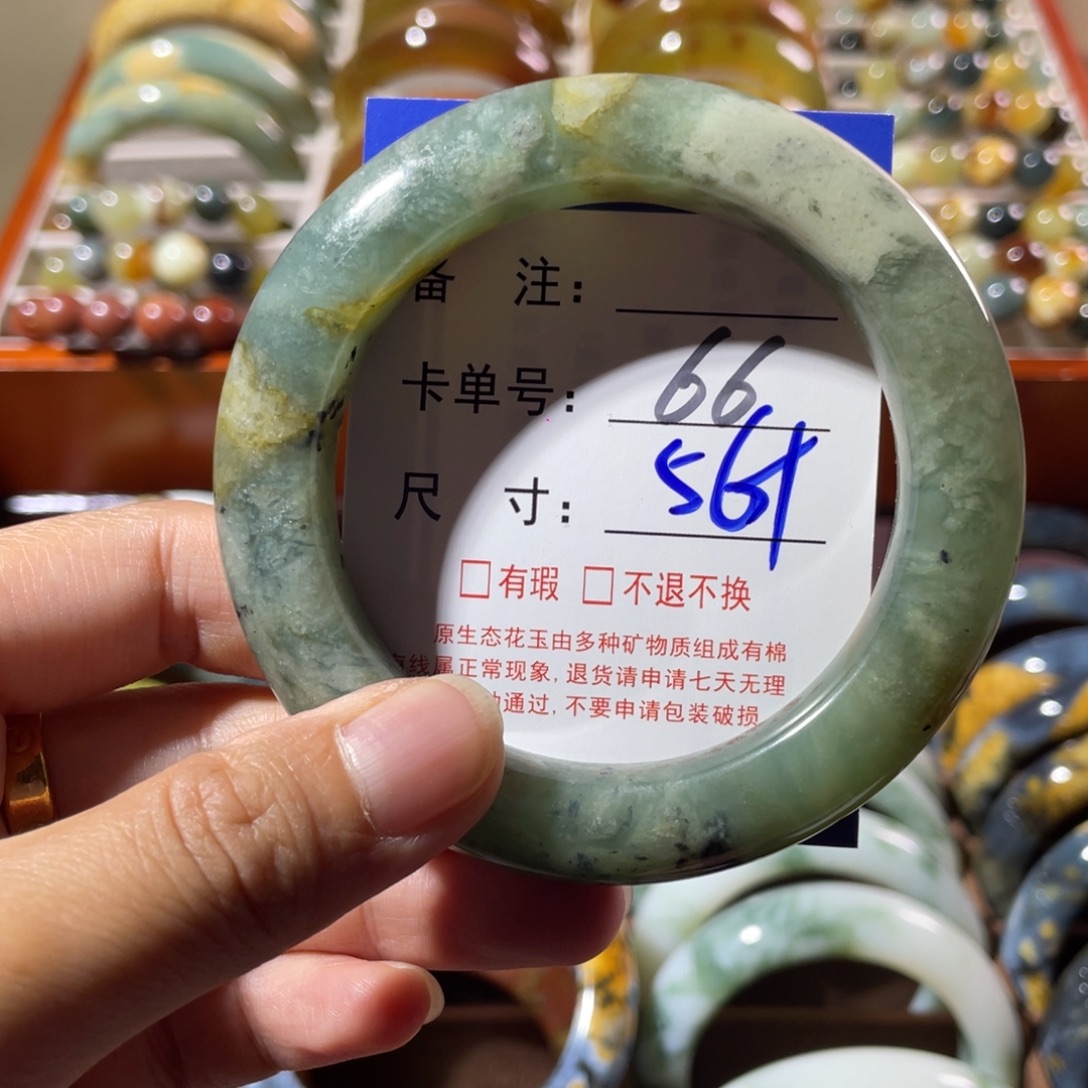 备 注：
卡单号：66
尺 寸：56
□有瑕 □不退不换
原生态花玉由多种矿物质组成有棉
有线属正常现象，退货请申请七天无理
通过，不要申请包装破损